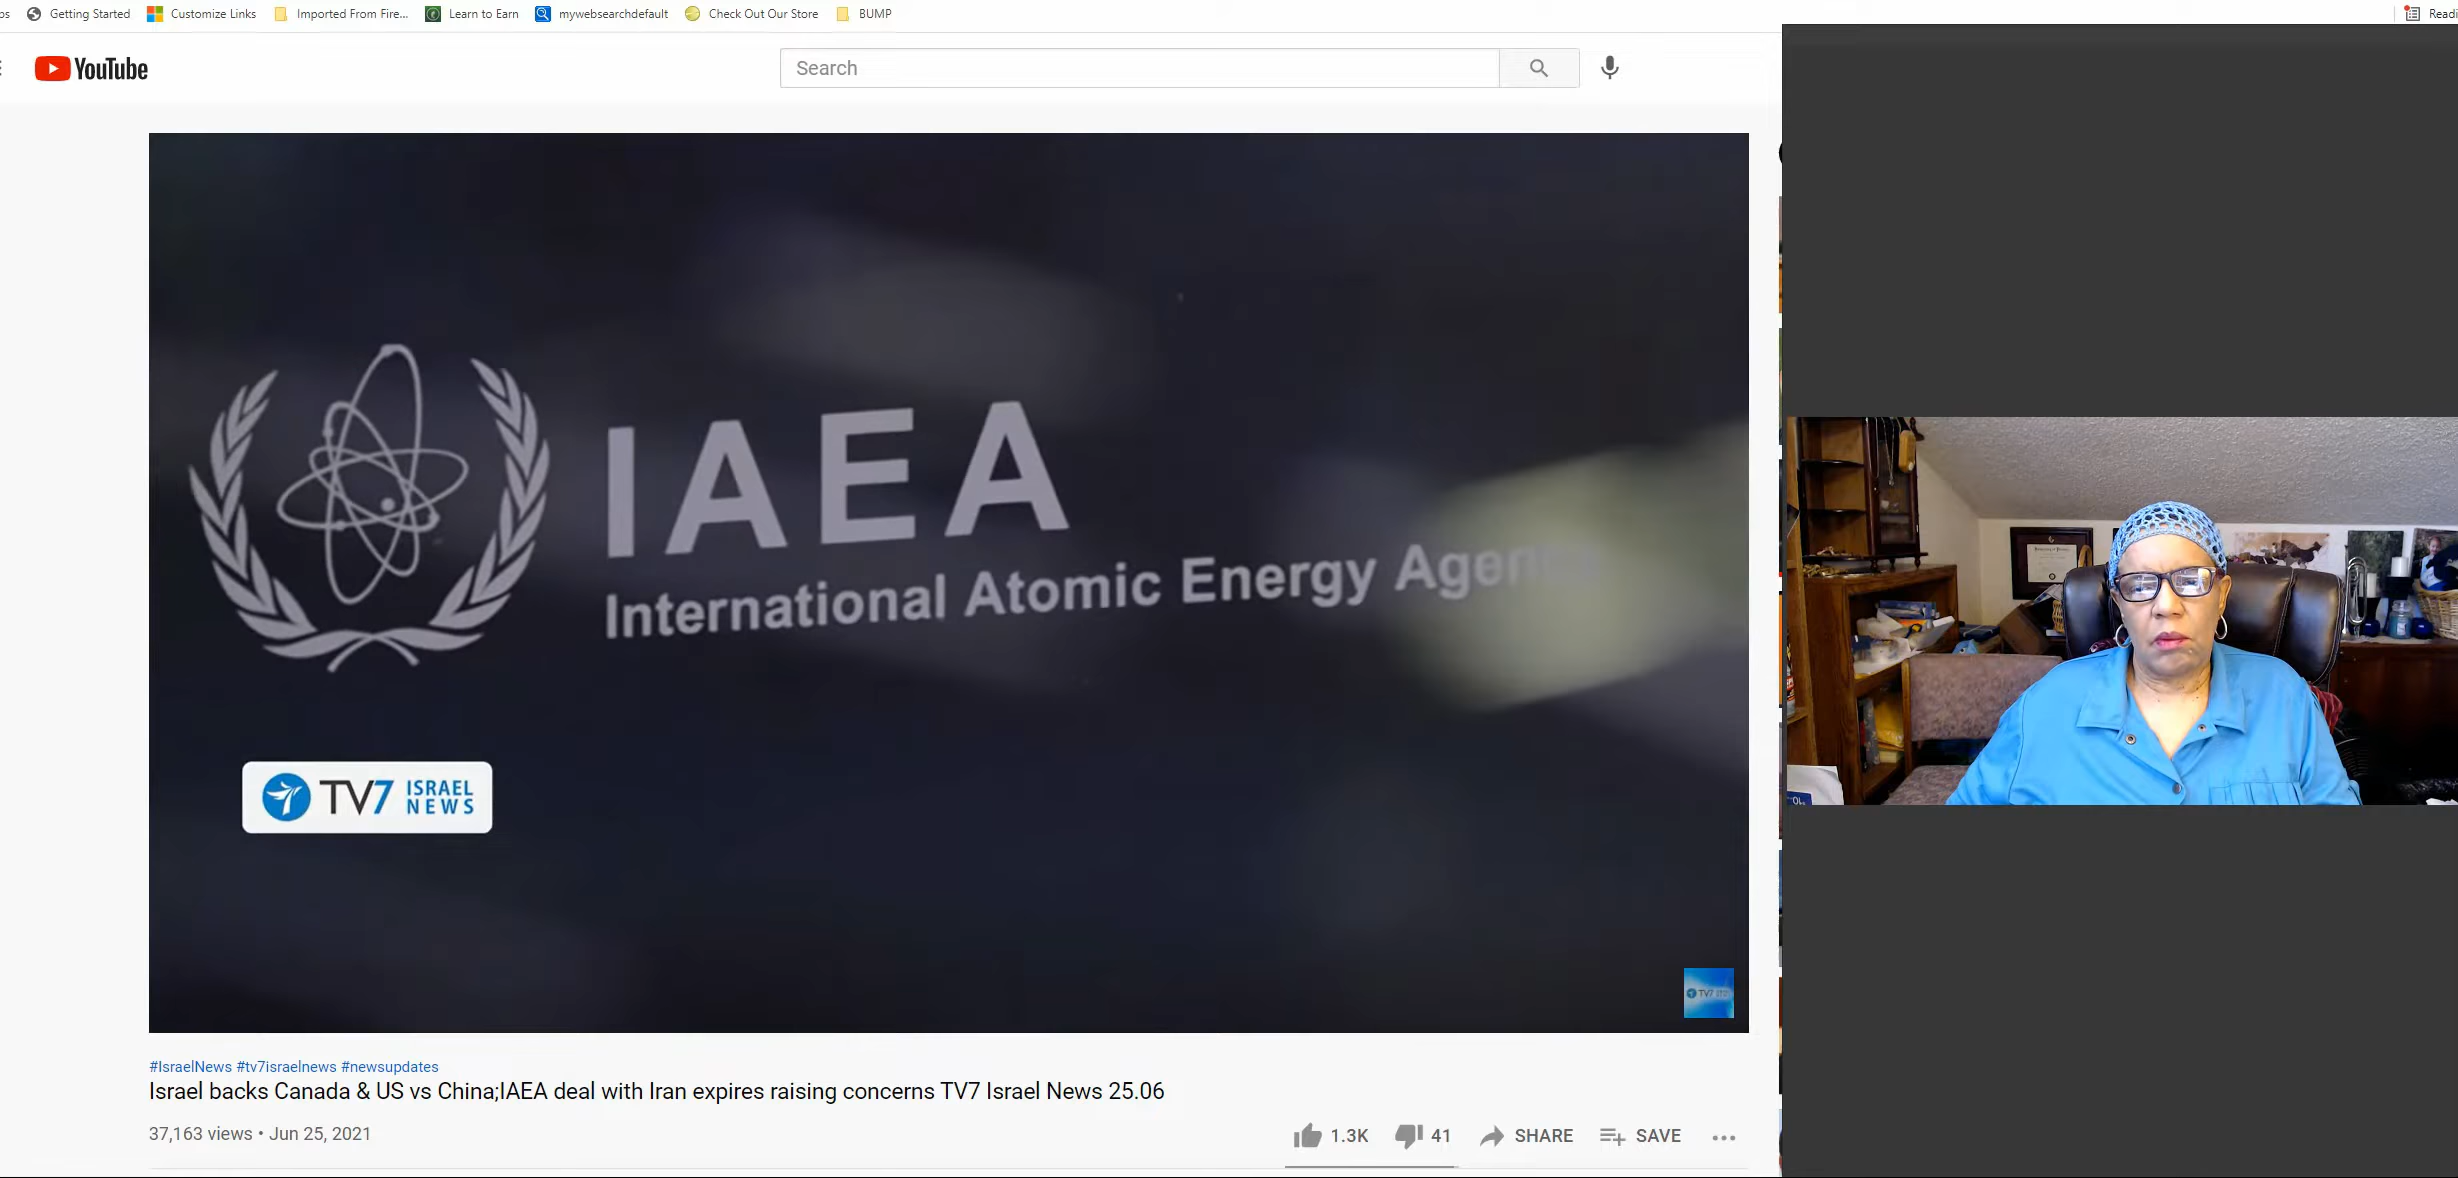 Getting Started Customize Links Imported From Fire... Learn to Earn mywebsearchdefault Check Out Our Store BUMP
YouTube
Search
IAEA
International Atomic Energy Agen
TV7 ISRAEL NEWS
TV7
#IsraelNews #tv7israelnews #newsupdates
Israel backs Canada & US vs China;IAEA deal with Iran expires raising concerns TV7 Israel News 25.06
37,163 views • Jun 25, 2021
1.3K 41 SHARE SAVE